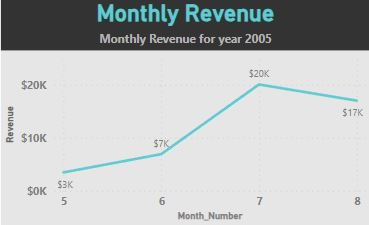 Monthly Revenue
Monthly Revenue for year 2005
$20K
$20K
$17K
Revenue
$10K
$7K
$0K
$3K
5 6 7 8
Month_Number